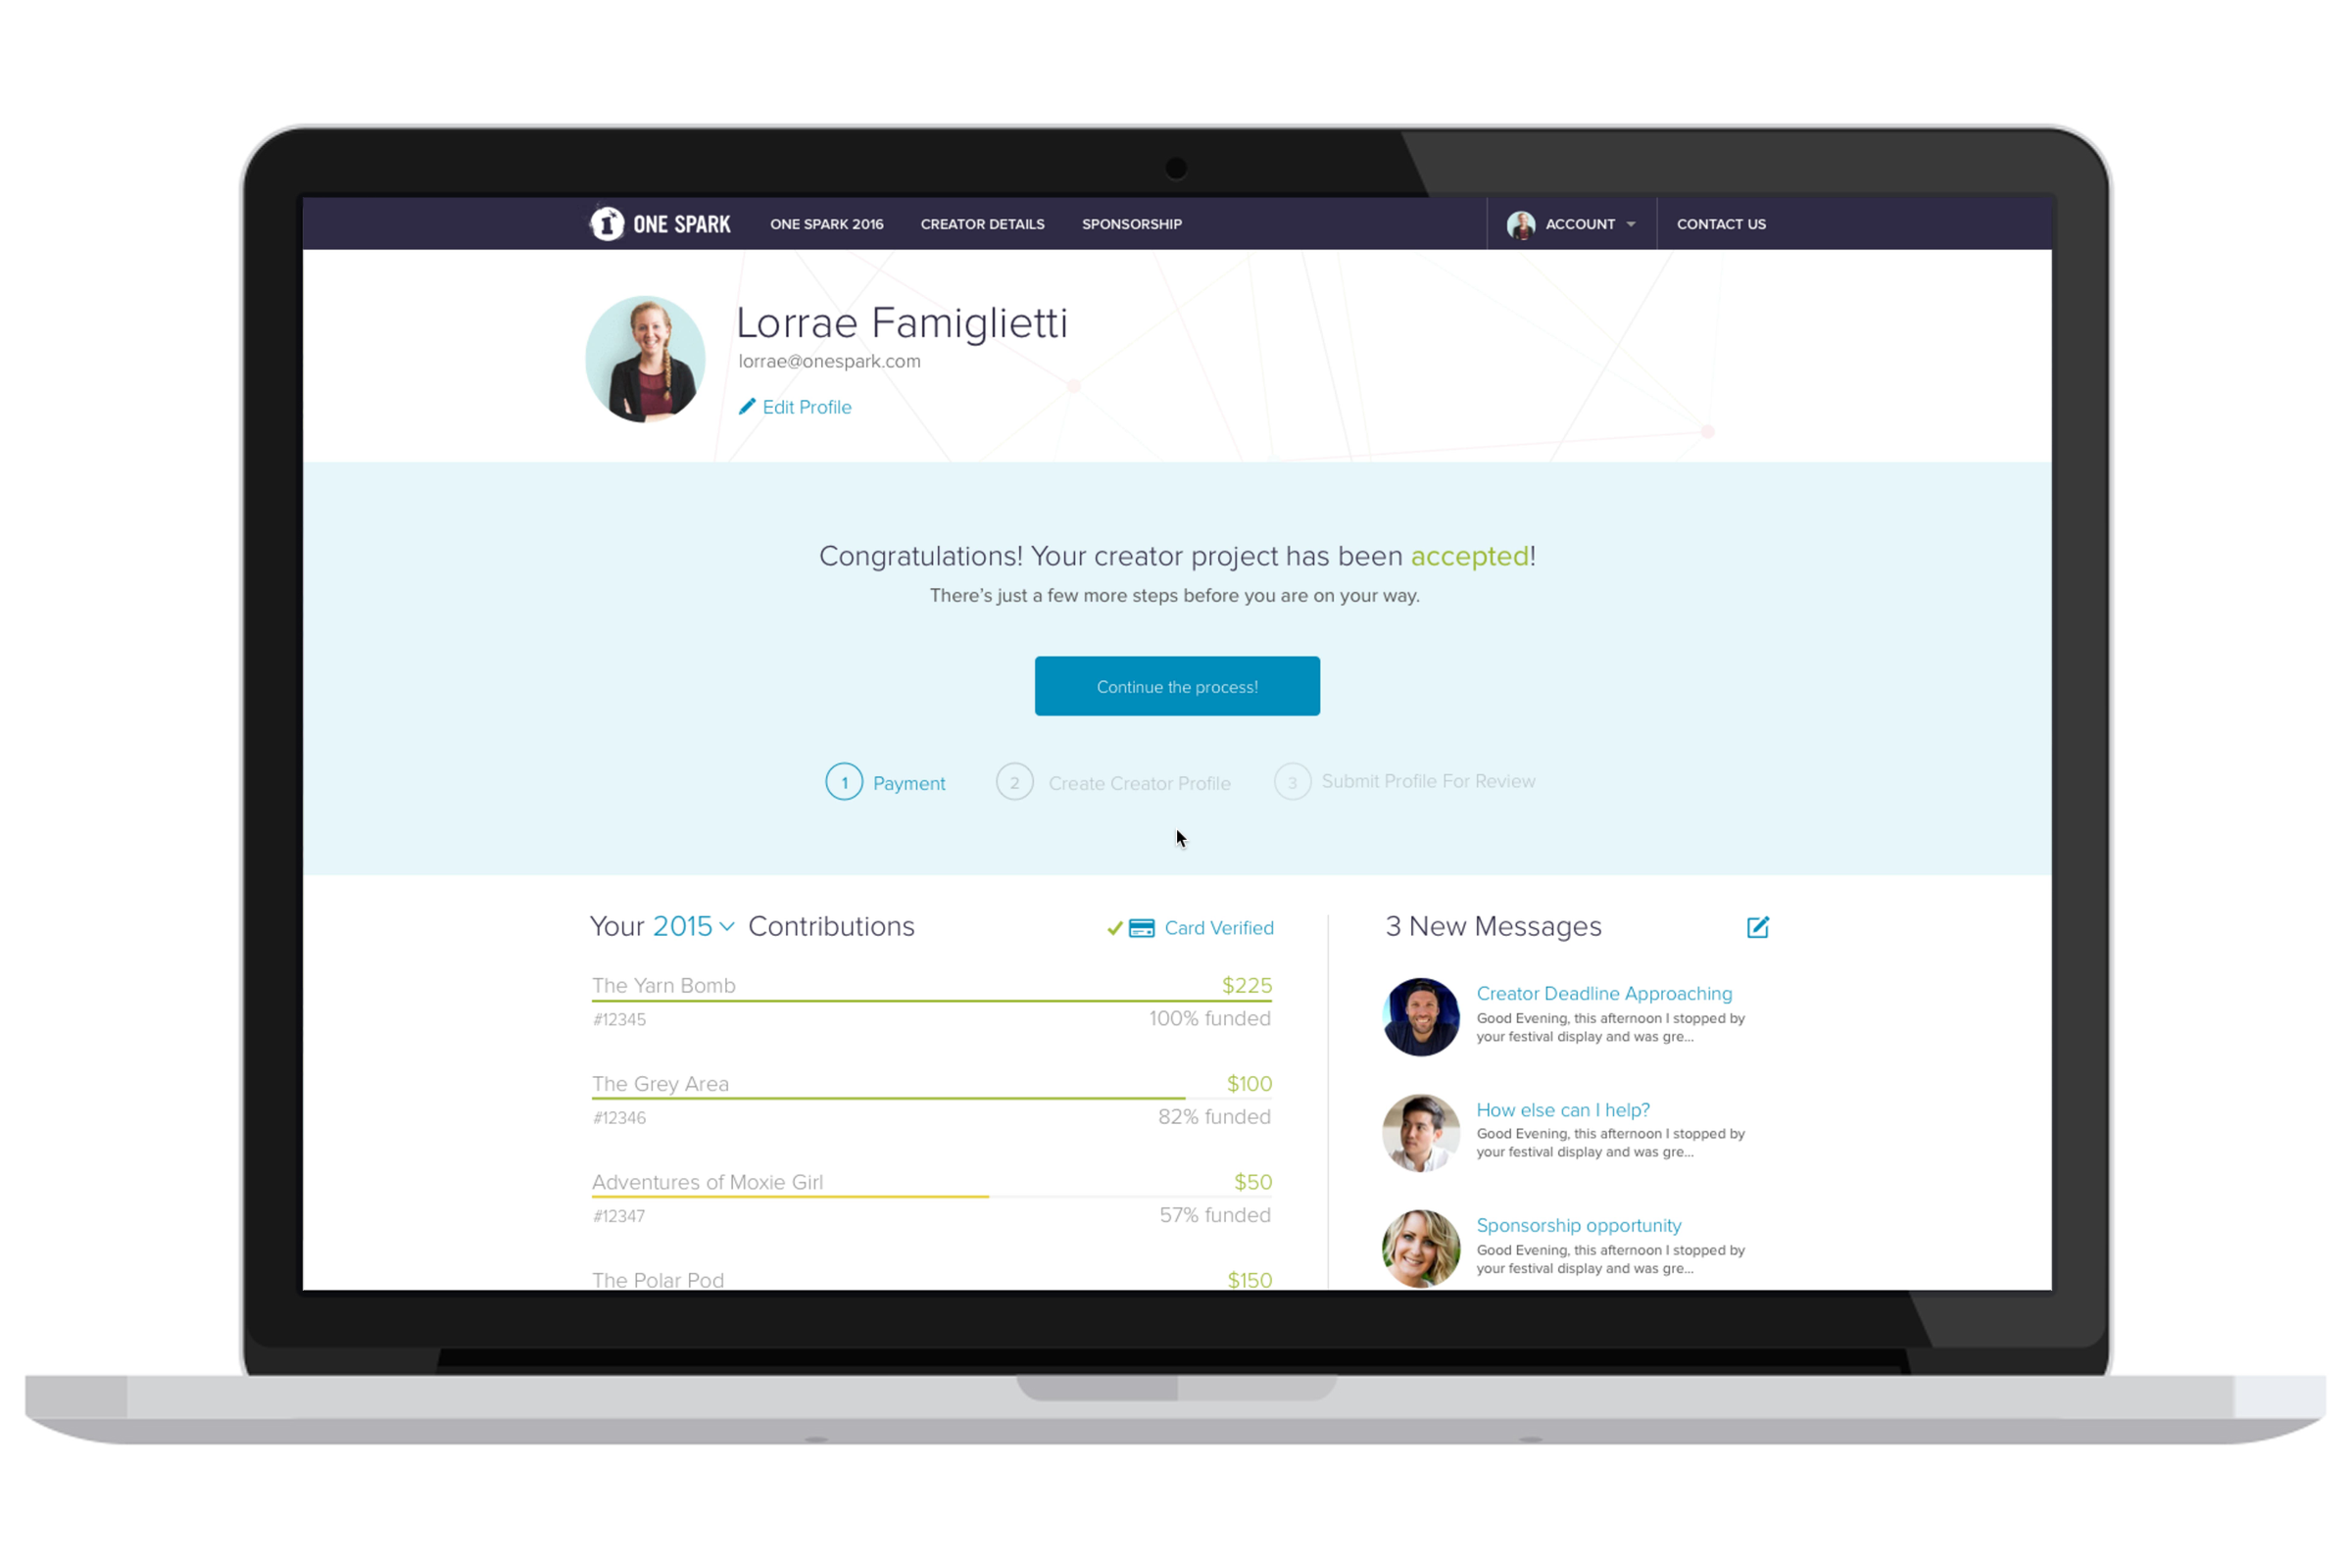 ONE SPARK
ONE SPARK 2016
CREATOR DETAILS
SPONSORSHIP
ACCOUNT
CONTACT US
Lorrae Famiglietti
lorrae@onespark.com
Edit Profile
Congratulations! Your creator project has been accepted!
There's just a few more steps before you are on your way.
Continue the process!
1 Payment
2 Create Creator Profile
3 Submit Profile For Review
Your 2015 Contributions
Card Verified
The Yarn Bomb $225
#12345 100% funded
The Grey Area $100
#12346 82% funded
Adventures of Moxie Girl $50
#12347 57% funded
The Polar Pod $150
3 New Messages
Creator Deadline Approaching
Good Evening, this afternoon I stopped by
your festival display and was gre...
How else can I help?
Good Evening, this afternoon I stopped by
your festival display and was gre...
Sponsorship opportunity
Good Evening, this afternoon I stopped by
your festival display and was gre...